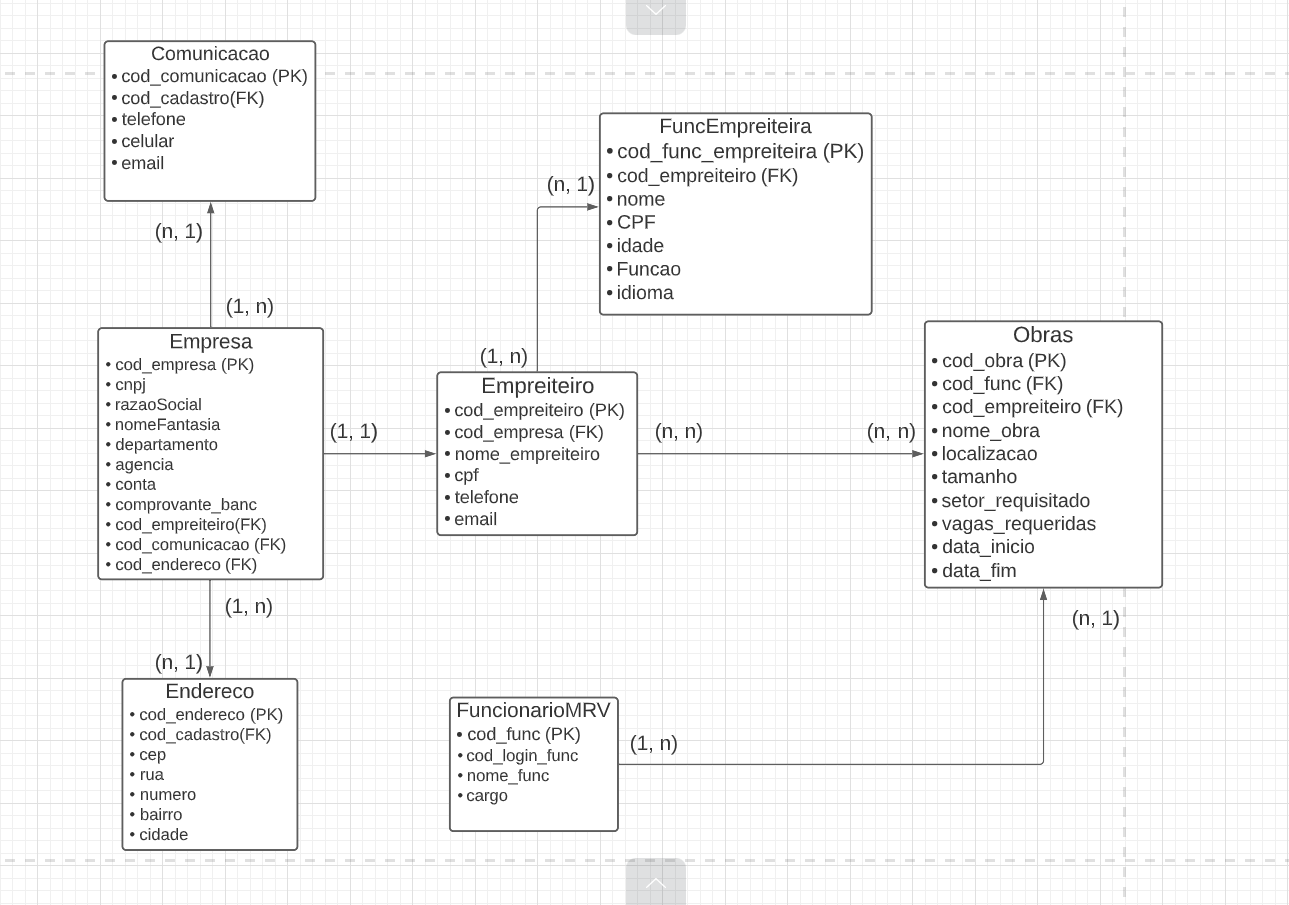 Comunicacao
• cod_comunicacao (PK)
• cod_cadastro(FK)
• telefone
• celular
• email
(n, 1)
(1, n)
Empresa
• cod_empresa (PK)
• cnpj
• razaoSocial
• nomeFantasia
• departamento
• agencia
• conta
• comprovante_banc
• cod_empreiteiro(FK)
• cod_comunicacao (FK)
• cod_endereco (FK)
(1, n)
(n, 1)
Endereco
• cod_endereco (PK)
• cod_cadastro(FK)
• cep
• rua
• numero
• bairro
• cidade
(1, 1)
FuncEmpreiteira
• cod_func_empreiteira (PK)
• cod_empreiteiro (FK)
• nome
• CPF
• idade
• Funcao
• idioma
(n, 1)
(1, n)
Empreiteiro
• cod_empreiteiro (PK)
• cod_empresa (FK)
• nome_empreiteiro
• cpf
• telefone
• email
(n, n)
(n, n)
Obras
• cod_obra (PK)
• cod_func (FK)
• cod_empreiteiro (FK)
• nome_obra
• localizacao
• tamanho
• setor_requisitado
• vagas_requeridas
• data_inicio
• data_fim
(n, 1)
FuncionarioMRV
• cod_func (PK)
• cod_login_func
• nome_func
• cargo
(1, n)